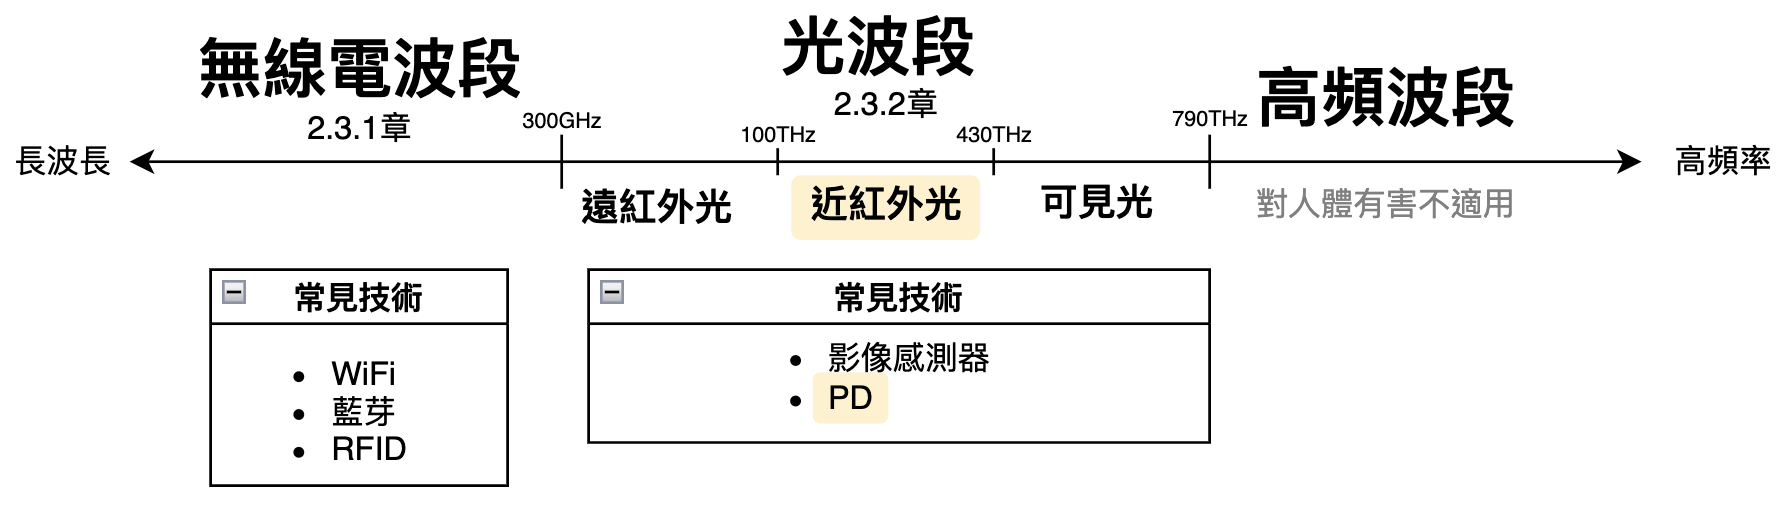 無線電波段
2.3.1章
光波段
2.3.2章
高頻波段
300GHz
100THz
430THz
790THz
長波長
高頻率
遠紅外光
近紅外光
可見光
對人體有害不適用
常見技術
• WiFi
• 藍芽
• RFID
常見技術
• 影像感測器
• PD